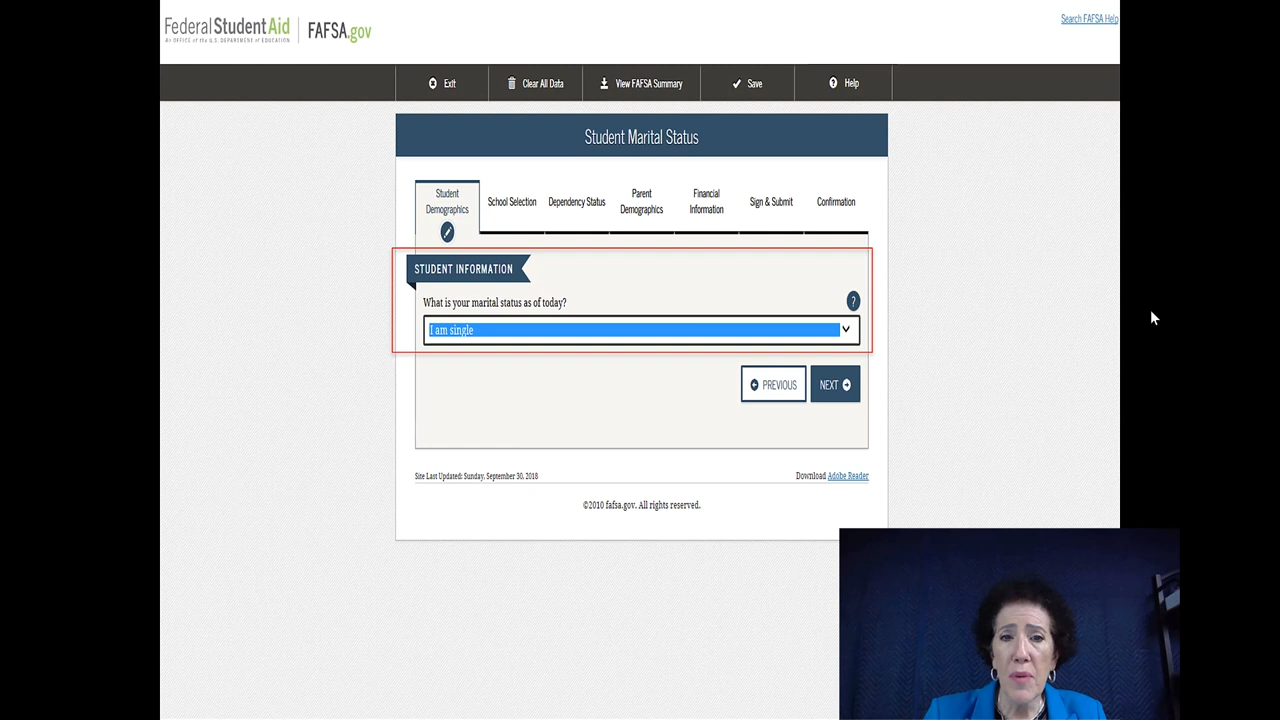 Federal Student Aid
An OFFICE of the U.S. DEPARTMENT of EDUCATION
FAFSA.gov
Search FAFSA Help
Exit
Clear All Data
View FAFSA Summary
Save
? Help
Student Marital Status
Student
Demographics
School Selection
Dependency Status
Parent
Demographics
Financial
Information
Sign & Submit
Confirmation
STUDENT INFORMATION
What is your marital status as of today?
?
I am single
PREVIOUS
NEXT
Site Last Updated: Sunday, September 30, 2018
Download Adobe Reader
©2010 fafsa.gov. All rights reserved.